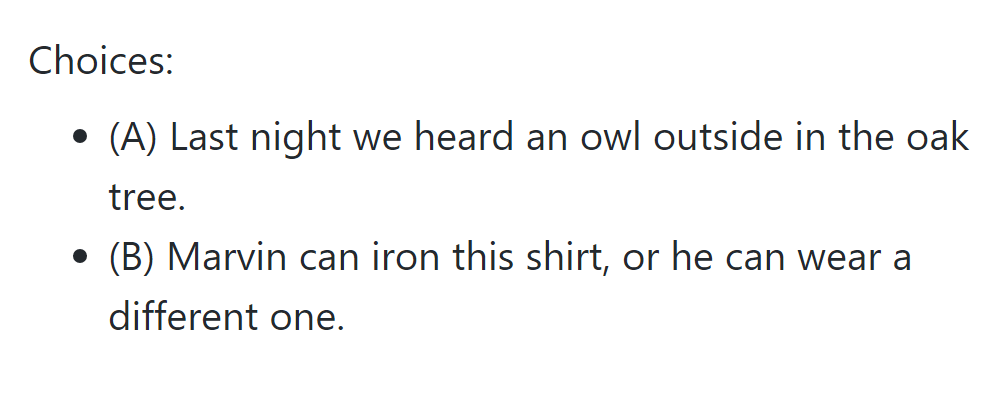 Choices:
• (A) Last night we heard an owl outside in the oak
tree.
• (B) Marvin can iron this shirt, or he can wear a
different one.